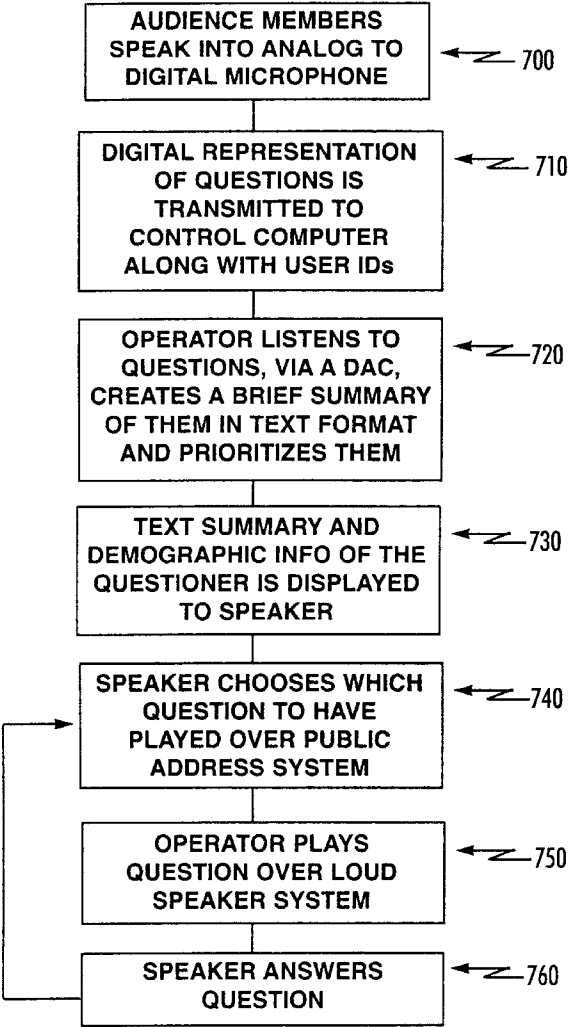 AUDIENCE MEMBERS
SPEAK INTO ANALOG TO
DIGITAL MICROPHONE
700
DIGITAL REPRESENTATION
OF QUESTIONS IS
TRANSMITTED TO
CONTROL COMPUTER
ALONG WITH USER IDs
710
OPERATOR LISTENS TO
QUESTIONS, VIA A DAC,
CREATES A BRIEF SUMMARY
OF THEM IN TEXT FORMAT
AND PRIORITIZES THEM
720
TEXT SUMMARY AND
DEMOGRAPHIC INFO OF THE
QUESTIONER IS DISPLAYED
TO SPEAKER
730
SPEAKER CHOOSES WHICH
QUESTION TO HAVE
PLAYED OVER PUBLIC
ADDRESS SYSTEM
740
OPERATOR PLAYS
QUESTION OVER LOUD
SPEAKER SYSTEM
750
SPEAKER ANSWERS
QUESTION
760